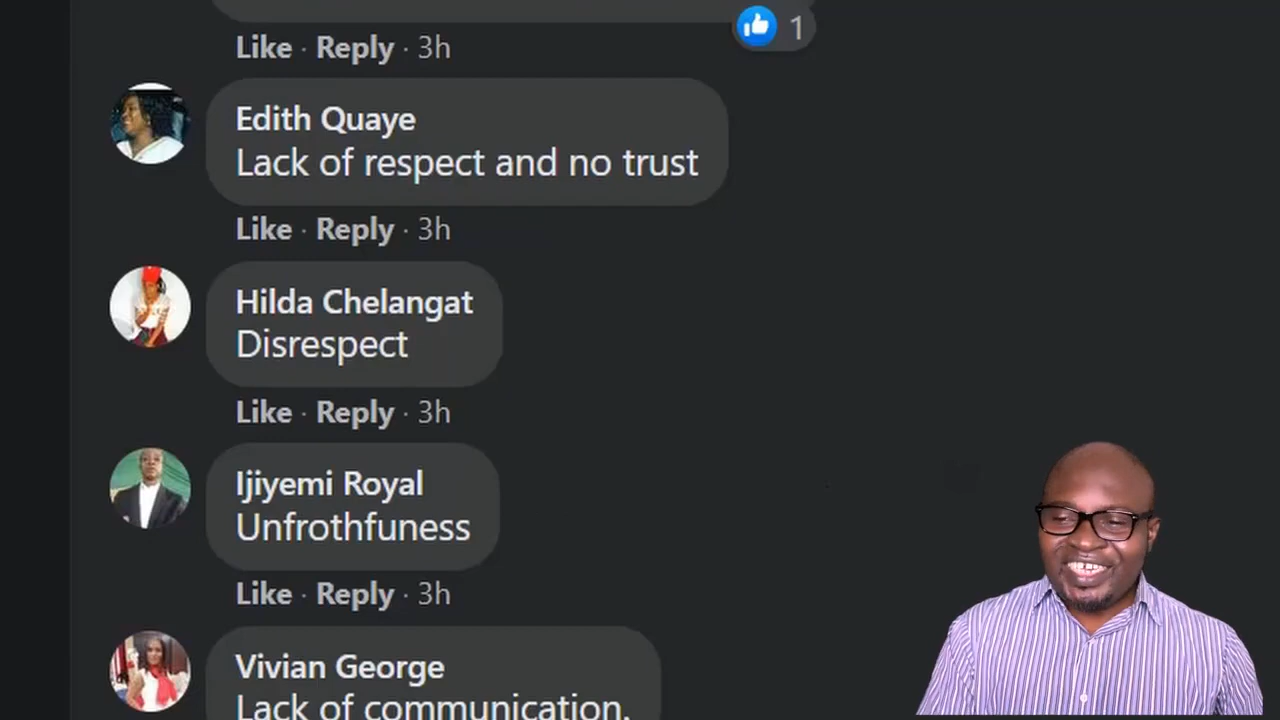 1
Like · Reply · 3h
Edith Quaye
Lack of respect and no trust
Like · Reply · 3h
Hilda Chelangat
Disrespect
Like · Reply · 3h
Ijiyemi Royal
Unfrothfuness
Like · Reply · 3h
Vivian George
Lack of communication.